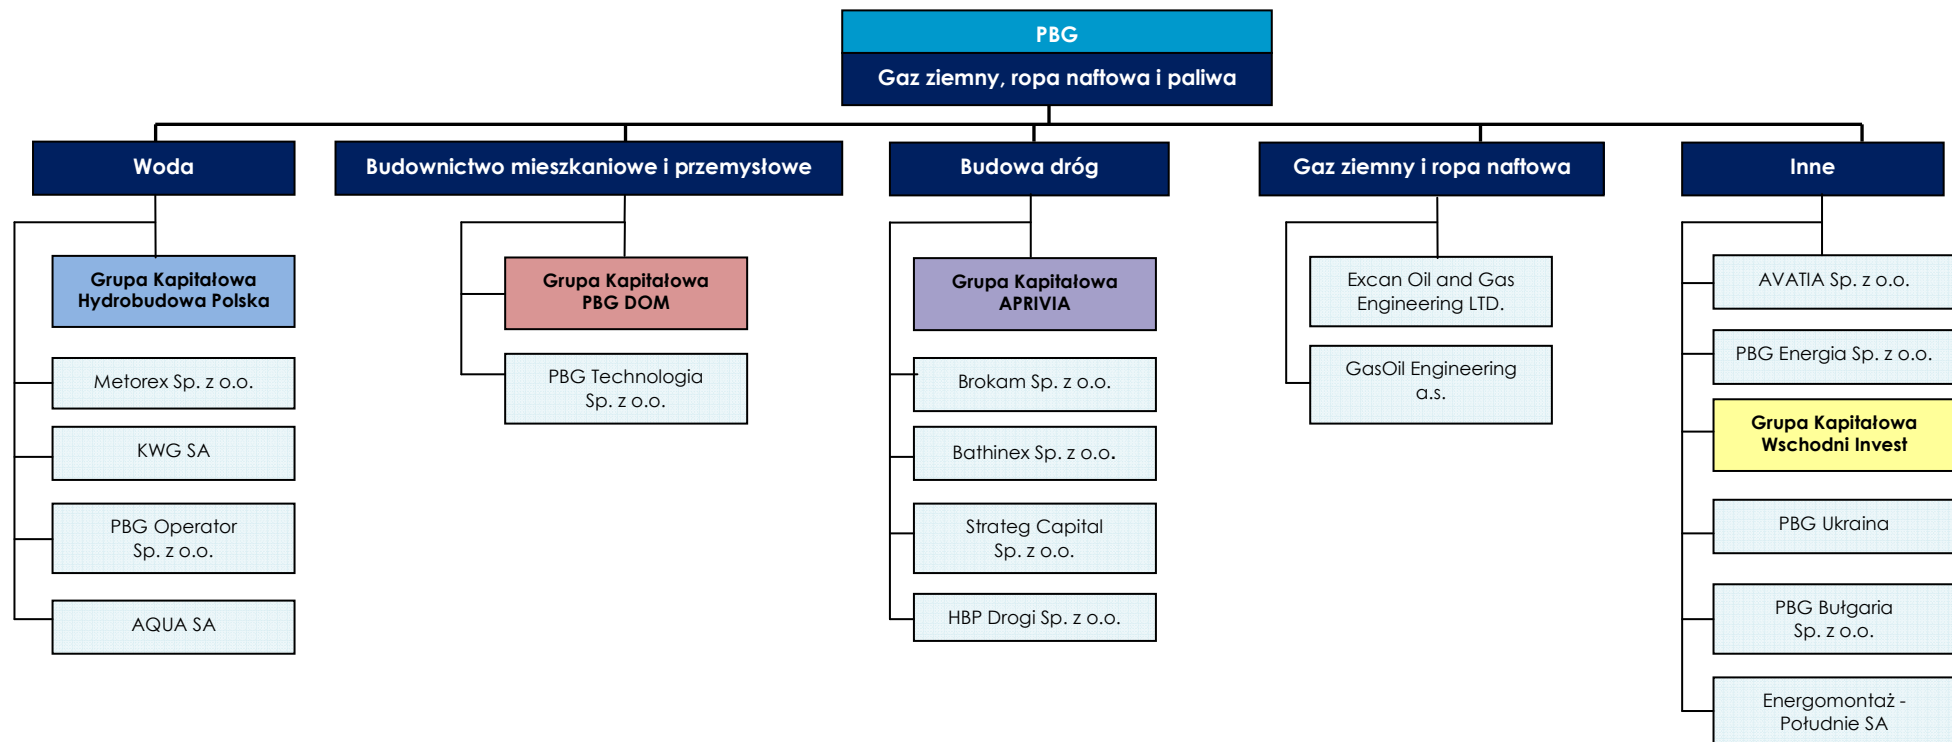 PBG
Gaz ziemny, ropa naftowa i paliwa
Woda
Budownictwo mieszkaniowe i przemysłowe
Budowa dróg
Gaz ziemny i ropa naftowa
Inne
Grupa Kapitałowa
Hydrobudowa Polska
Metorex Sp. z o.o.
KWG SA
PBG Operator
Sp. z o.o.
AQUA SA
Grupa Kapitałowa
PBG DOM
PBG Technologia
Sp. z o.o.
Grupa Kapitałowa
APRIVIA
Brokam Sp. z o.o.
Bathinex Sp. z o.o.
Strateg Capital
Sp. z o.o.
HBP Drogi Sp. z o.o.
Excan Oil and Gas
Engineering LTD.
GasOil Engineering
a.s.
AVATIA Sp. z o.o.
PBG Energia Sp. z o.o.
Grupa Kapitałowa
Wschodni Invest
PBG Ukraina
PBG Bułgaria
Sp. z o.o.
Energomontaż -
Południe SA